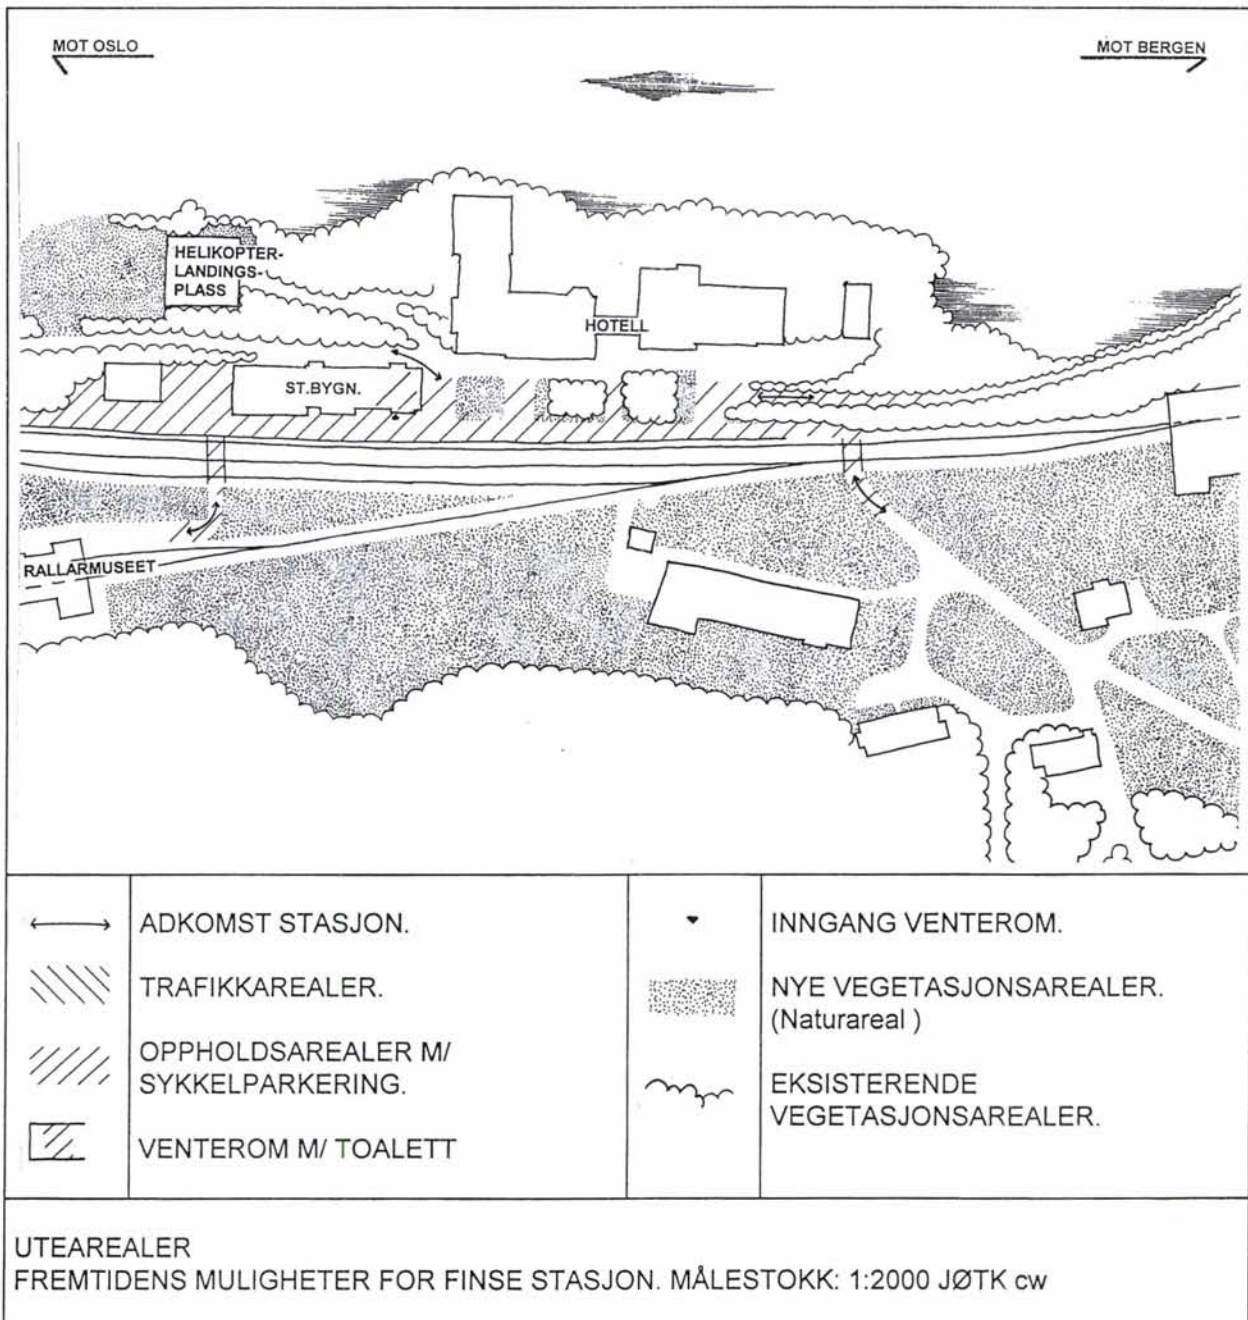 MOT OSLO
MOT BERGEN
HELIKOPTER-
LANDINGS-
PLASS
HOTELL
ST.BYGN.
RALLARMUSEET
ADKOMST STASJON.
TRAFIKKAREALER.
OPPHOLDSAREALER M/
SYKKELPARKERING.
VENTEROM M/ TOALETT
INNGANG VENTEROM.
NYE VEGETASJONSAREALER.
(Naturareal )
EKSISTERENDE
VEGETASJONSAREALER.
UTEAREALER
FREMTIDENS MULIGHETER FOR FINSE STASJON. MÅLESTOKK: 1:2000 JØTK cw